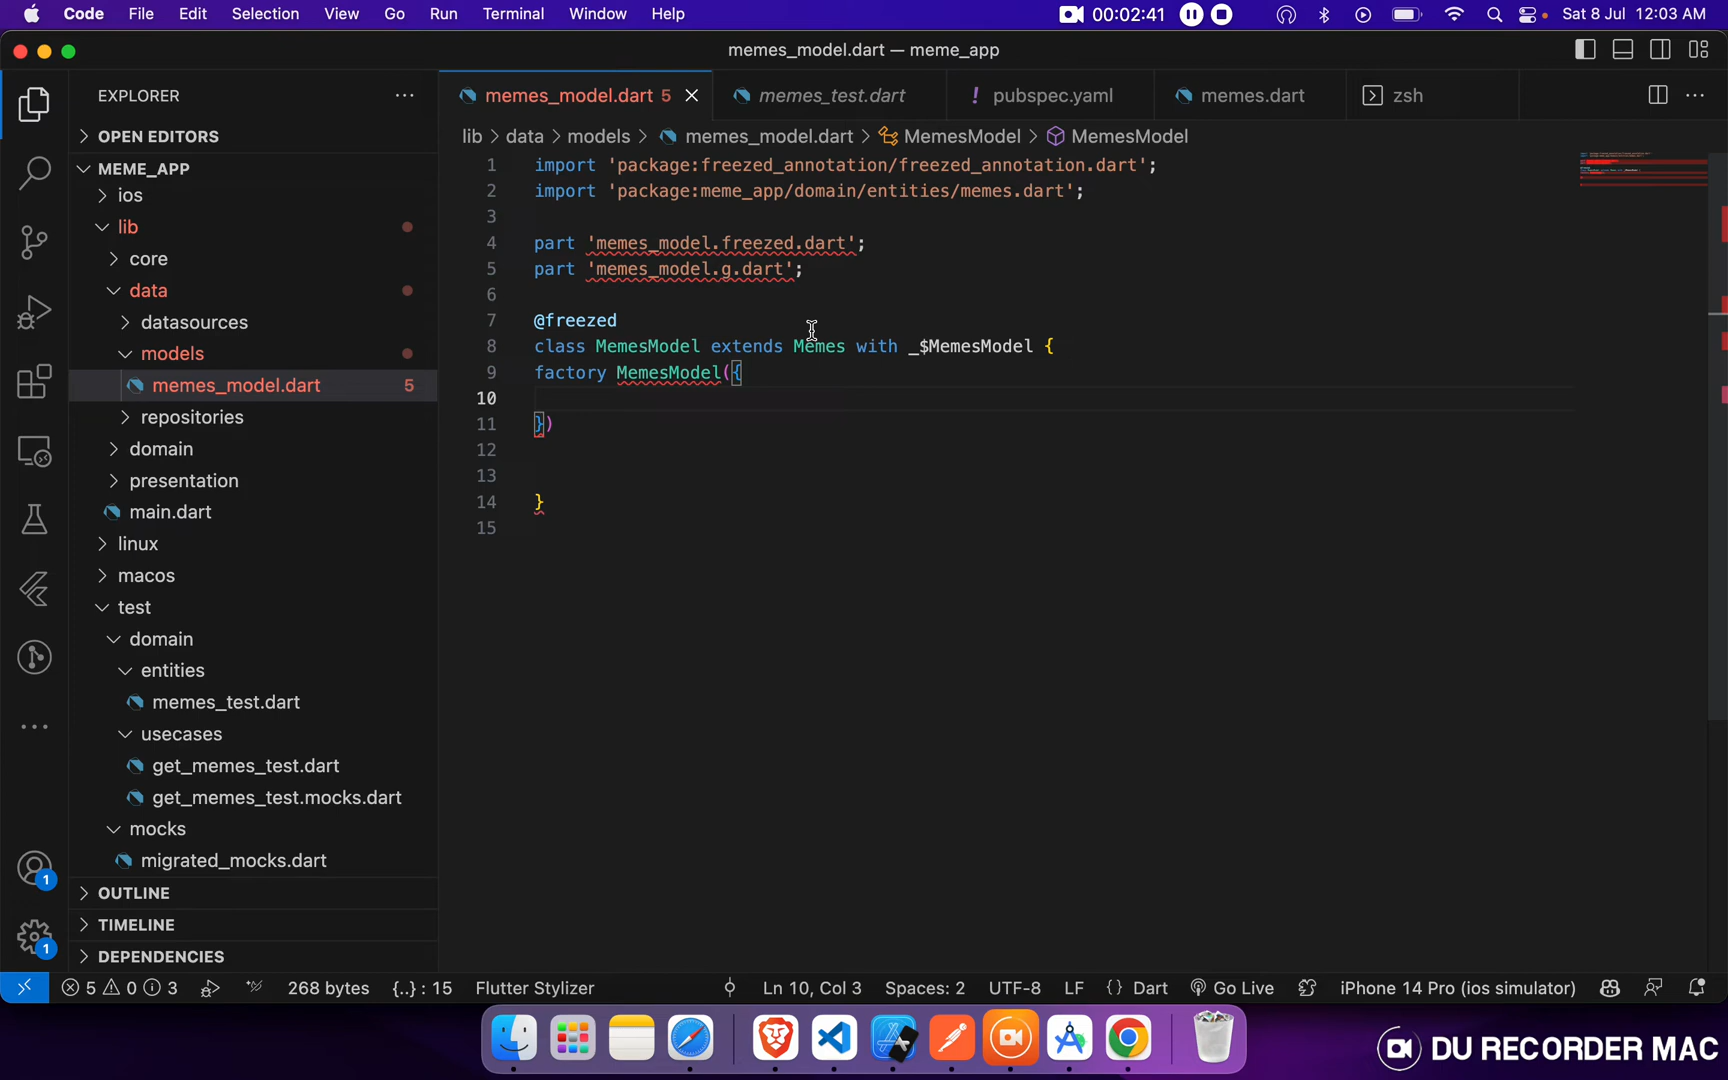 Code File Edit Selection View Go Run Terminal Window Help 00:02:41 Sat 8 Jul 12:03 AM
memes_model.dart — meme_app
EXPLORER
memes_model.dart 5
memes_test.dart
! pubspec.yaml
memes.dart
zsh
OPEN EDITORS
lib > data > models > memes_model.dart > MemesModel > MemesModel
MEME_APP
ios
lib
core
data
datasources
models
memes_model.dart 5
repositories
domain
presentation
main.dart
linux
macos
test
domain
entities
memes_test.dart
usecases
get_memes_test.dart
get_memes_test.mocks.dart
mocks
migrated_mocks.dart
OUTLINE
TIMELINE
DEPENDENCIES
1 import 'package:freezed_annotation/freezed_annotation.dart';
2 import 'package:meme_app/domain/entities/memes.dart';
3
4 part 'memes_model.freezed.dart';
5 part 'memes_model.g.dart';
6
7 @freezed
8 class MemesModel extends Memes with _$MemesModel {
9 factory MemesModel({
10
11 })
12
13
14 }
15
1
1
5 0 3 268 bytes {..} : 15 Flutter Stylizer Ln 10, Col 3 Spaces: 2 UTF-8 LF {} Dart Go Live iPhone 14 Pro (ios simulator)
DU RECORDER MAC